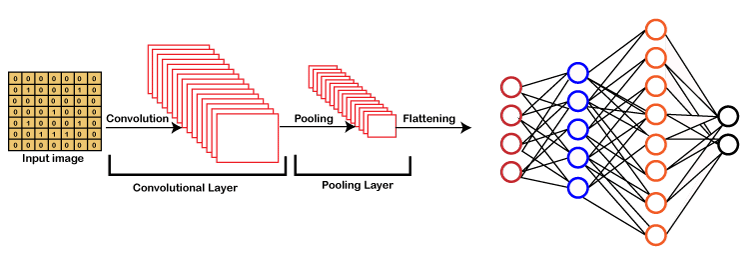 0 0 0 0 0 0 0
0 1 0 0 0 1 0
0 0 0 0 0 0 0
0 0 0 1 0 0 0
0 1 0 0 0 1 0
0 0 1 1 1 0 0
0 0 0 0 0 0 0
Input image
Convolution
Pooling
Flattening
Convolutional Layer
Pooling Layer